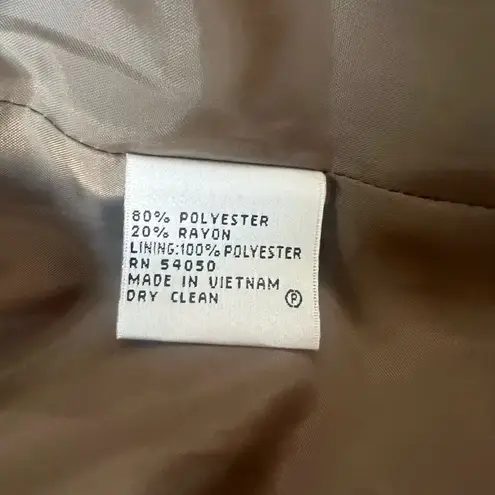 80% POLYESTER
20% RAYON
LINING:100% POLYESTER
RN 54050
MADE IN VIETNAM
DRY CLEAN Ⓟ